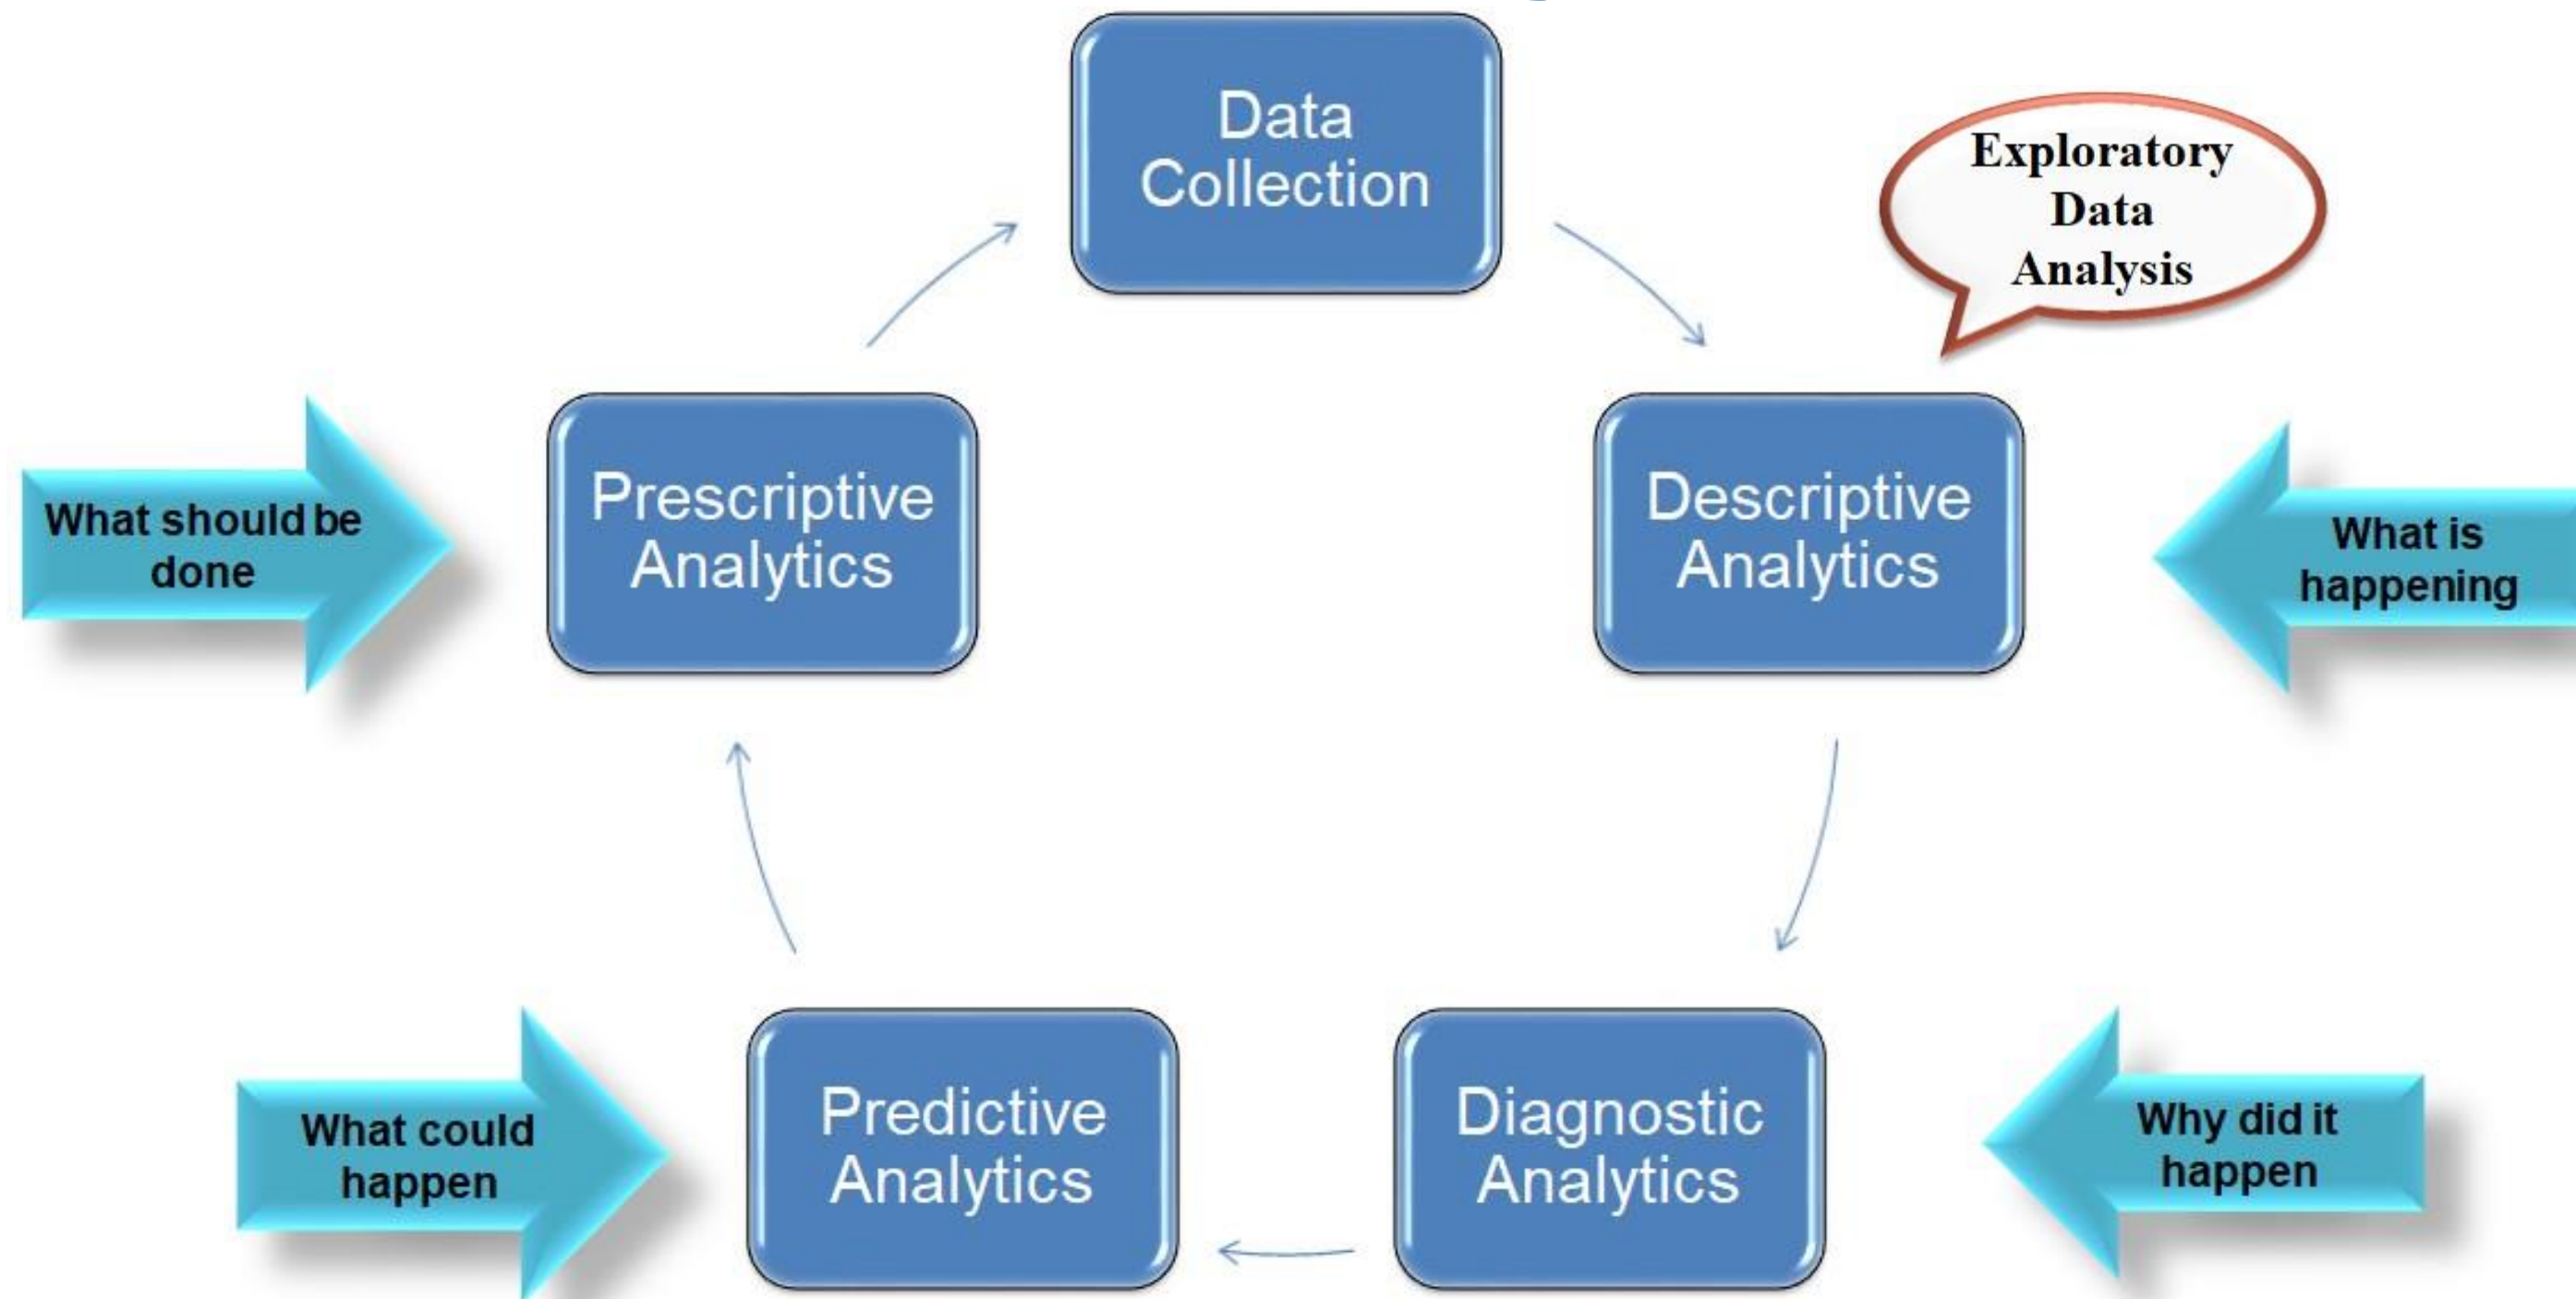 Data
Collection
Exploratory
Data
Analysis
Prescriptive
Analytics
Descriptive
Analytics
What should be
done
What is
happening
Predictive
Analytics
Diagnostic
Analytics
What could
happen
Why did it
happen